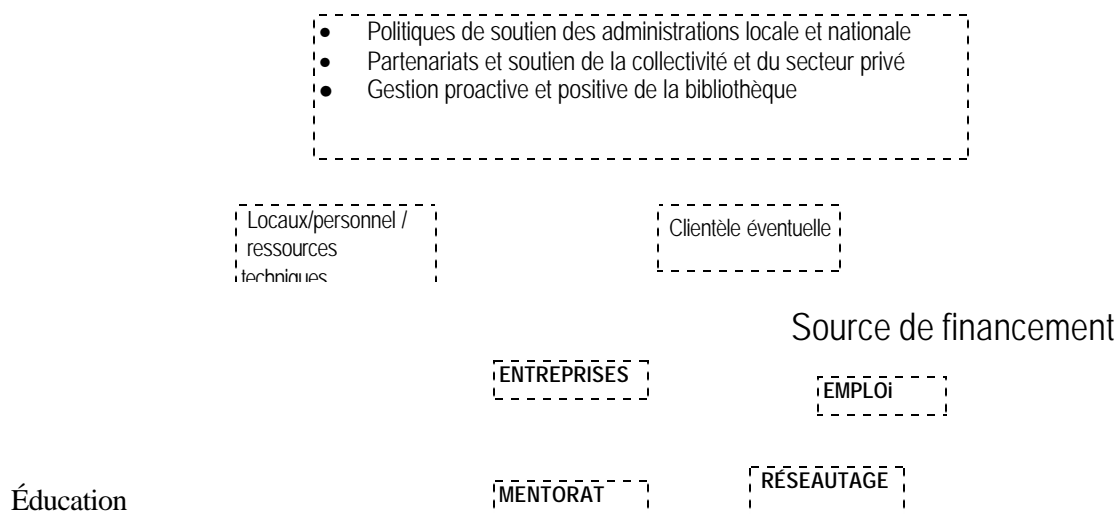 ● Politiques de soutien des administrations locale et nationale
● Partenariats et soutien de la collectivité et du secteur privé
● Gestion proactive et positive de la bibliothèque
Locaux/personnel /
ressources
techniques
Clientèle éventuelle
Source de financement
ENTREPRISES
EMPLOi
Éducation
MENTORAT
RÉSEAUTAGE